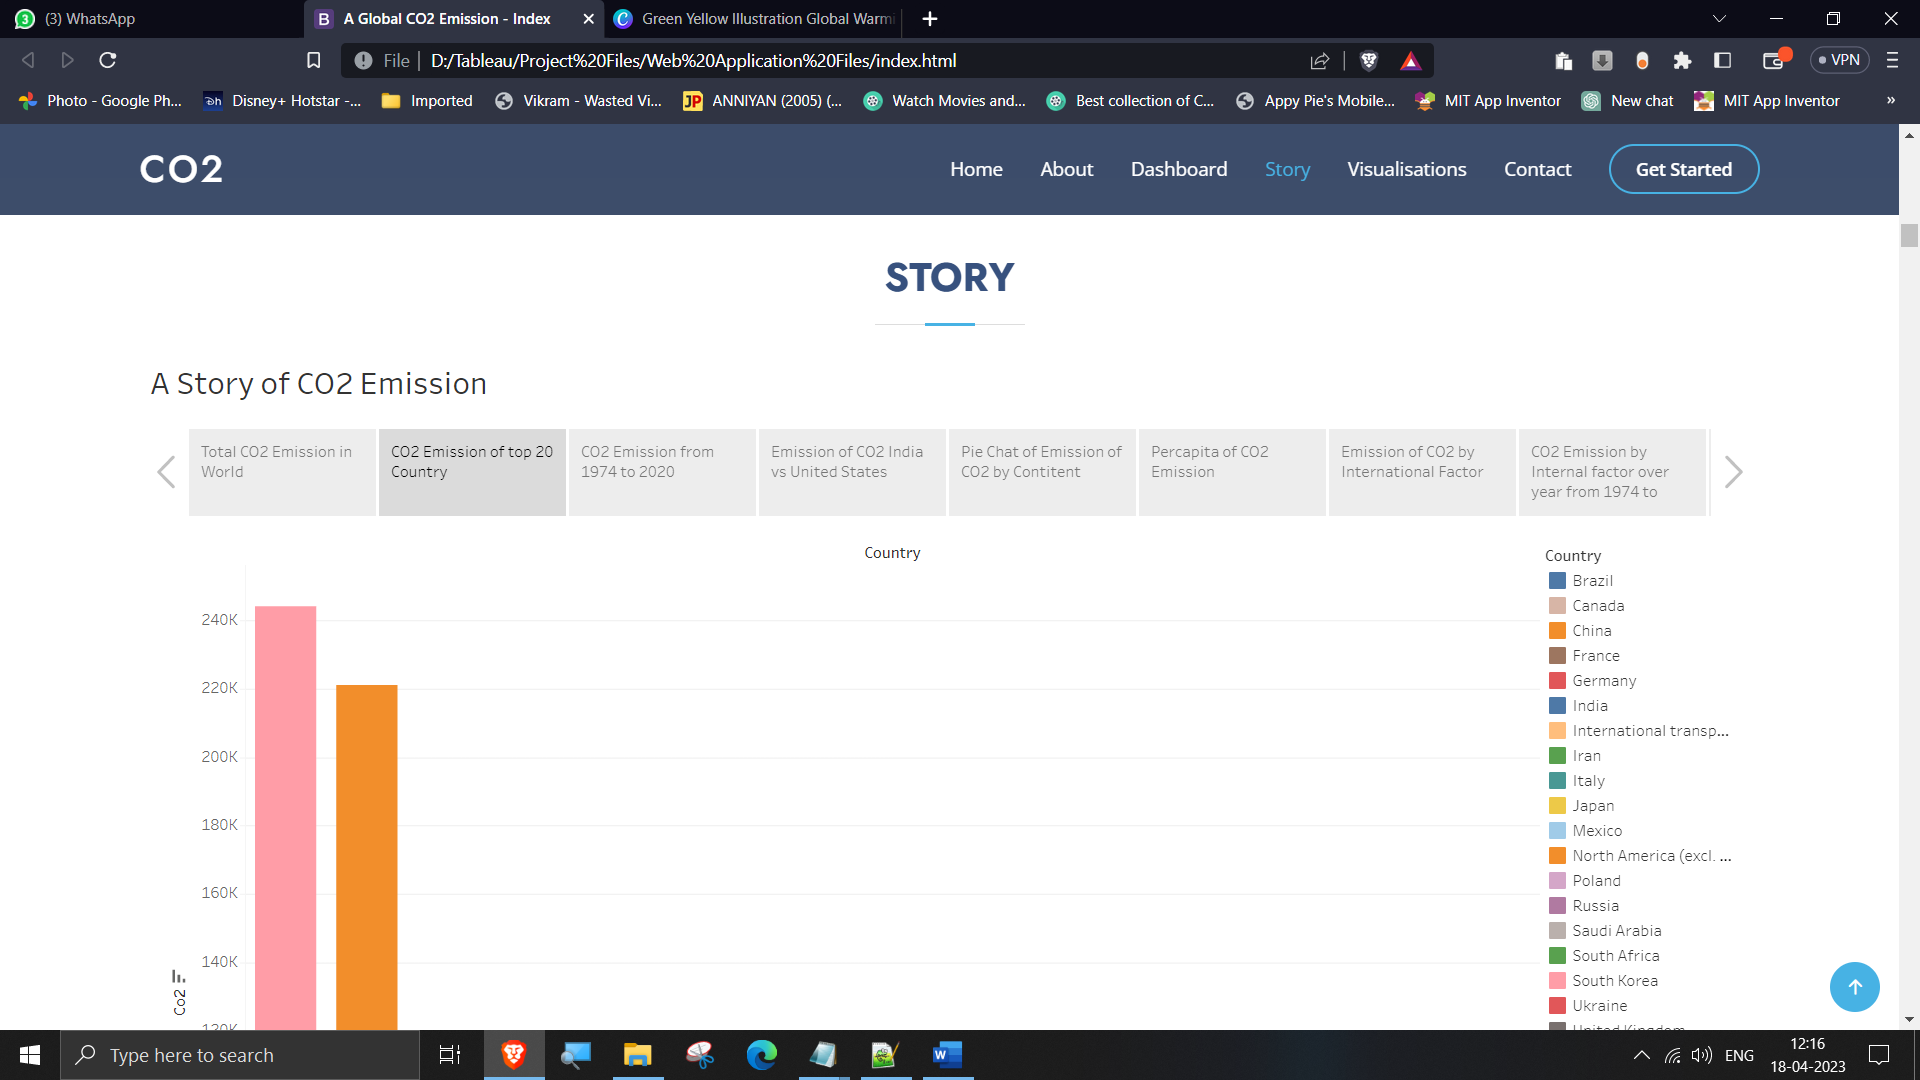 (3) WhatsApp
A Global CO2 Emission - Index
Green Yellow Illustration Global Warmi
File
D:/Tableau/Project%20Files/Web%20Application%20Files/index.html
VPN
Photo - Google Ph...
Disney+ Hotstar -...
Imported
Vikram - Wasted Vi...
JP ANNIYAN (2005) (...
Watch Movies and...
Best collection of C...
Appy Pie's Mobile...
MIT App Inventor
New chat
MIT App Inventor
»
CO2
Home
About
Dashboard
Story
Visualisations
Contact
Get Started
STORY
A Story of CO2 Emission
Total CO2 Emission in
World
CO2 Emission of top 20
Country
CO2 Emission from
1974 to 2020
Emission of CO2 India
vs United States
Pie Chat of Emission of
CO2 by Contitent
Percapita of CO2
Emission
Emission of CO2 by
International Factor
CO2 Emission by
Internal factor over
year from 1974 to
Country
240K
220K
200K
180K
160K
140K
120K
Co2
Country
Brazil
Canada
China
France
Germany
India
International transp...
Iran
Italy
Japan
Mexico
North America (excl. ...
Poland
Russia
Saudi Arabia
South Africa
South Korea
Ukraine
United Kingdom
Type here to search
ENG
12:16
18-04-2023